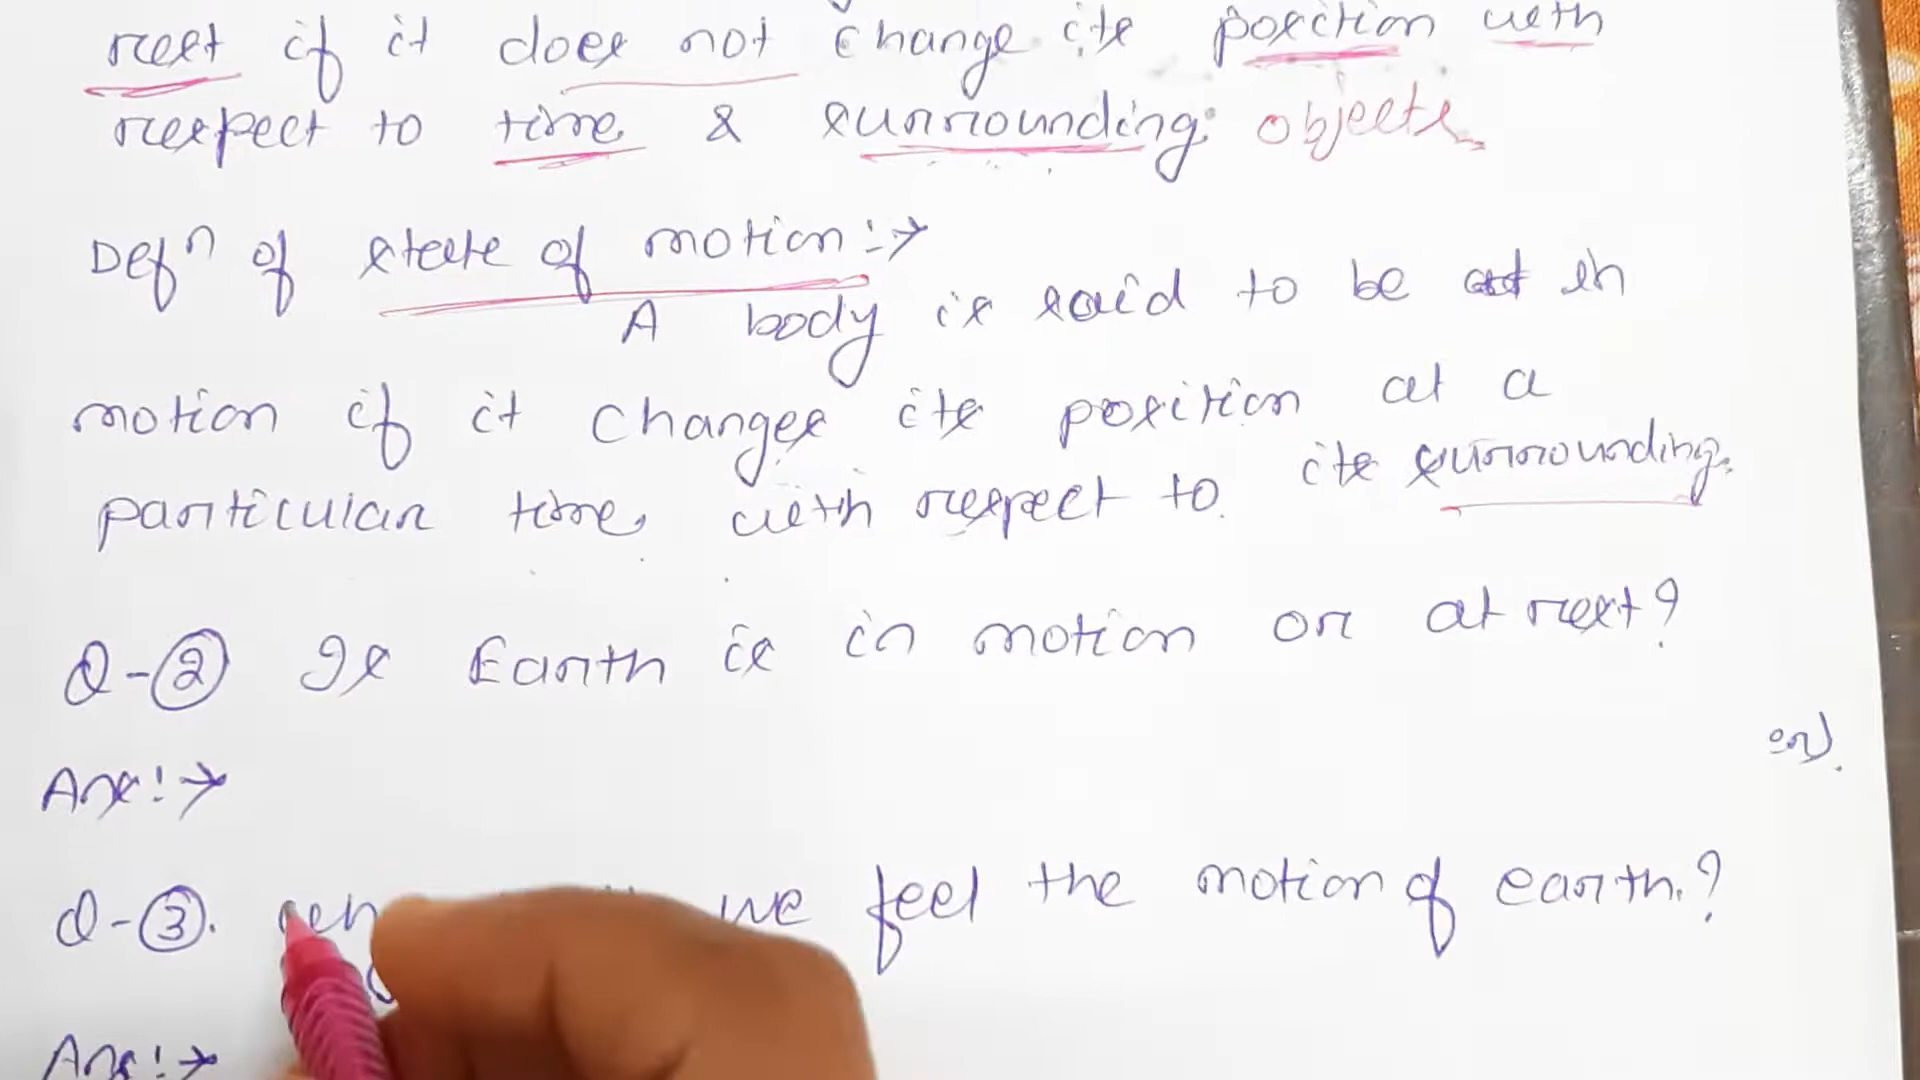 rest if it does not change its position with
respect to time & surrounding objects
Defn of state of motion :→
A body is said to be in
motion if it changes its position at a
particular time, with respect to its surrounding.
Q-② Is Earth is in motion or at rest?
Ans:→
Q-③. we feel the motion of earth.?
Ans:→